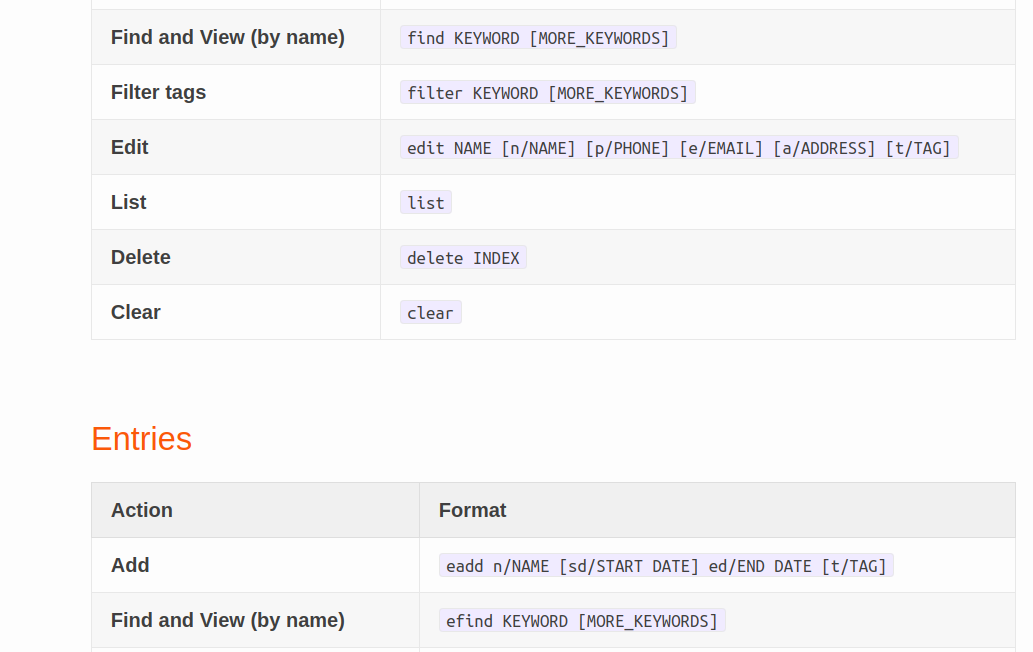 Find and View (by name) find KEYWORD [MORE_KEYWORDS]
Filter tags filter KEYWORD [MORE_KEYWORDS]
Edit edit NAME [n/NAME] [p/PHONE] [e/EMAIL] [a/ADDRESS] [t/TAG]
List list
Delete delete INDEX
Clear clear
Entries
Action Format
Add eadd n/NAME [sd/START DATE] ed/END DATE [t/TAG]
Find and View (by name) efind KEYWORD [MORE_KEYWORDS]